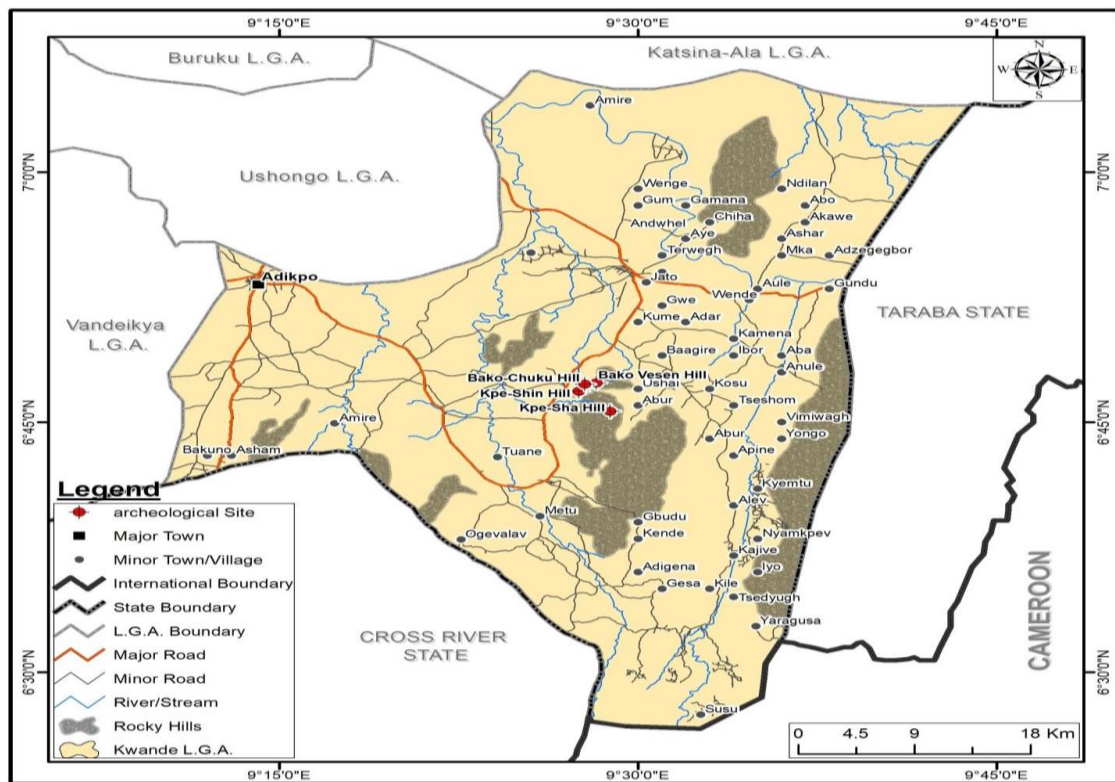 9°15'0"E
9°30'0"E
9°45'0"E
Buruku L.G.A.
Katsina-Ala L.G.A.
N
W E
S
Amire
7°0'0"N
7°0'0"N
Ushongo L.G.A.
Wenge
Ndilan
Gum
Gamana
Abo
Andwhel
Chiha
Akawe
Aye
Ashar
Terwegh
Mka
Adzegegbor
Adikpo
Jato
Aule
Gundu
Wende
Gwe
TARABA STATE
Vandeikya
L.G.A.
Kume
Adar
Kamena
Baagire
Ibor
Aba
Anule
Bako-Chuku Hill
Bako Vesen Hill
Kpe-Shin Hill
Ushai
Kosu
Kpe-Sha Hill
Abur
Tseshom
6°45'0"N
6°45'0"N
Amire
Vimiwagh
Abur
Yongo
Bakuno
Asham
Tuane
Apine
Kyemtu
Alev
Metu
Gbudu
Ogevalav
Kende
Nyamkpev
Kajive
Adigena
Iyo
Gesa
Kile
Tsedyugh
Yaragusa
CROSS RIVER
STATE
CAMEROON
6°30'0"N
6°30'0"N
Susu
Legend
archeological Site
Major Town
Minor Town/Village
International Boundary
State Boundary
L.G.A. Boundary
Major Road
Minor Road
River/Stream
Rocky Hills
Kwande L.G.A.
0 4.5 9 18 Km
9°15'0"E
9°30'0"E
9°45'0"E